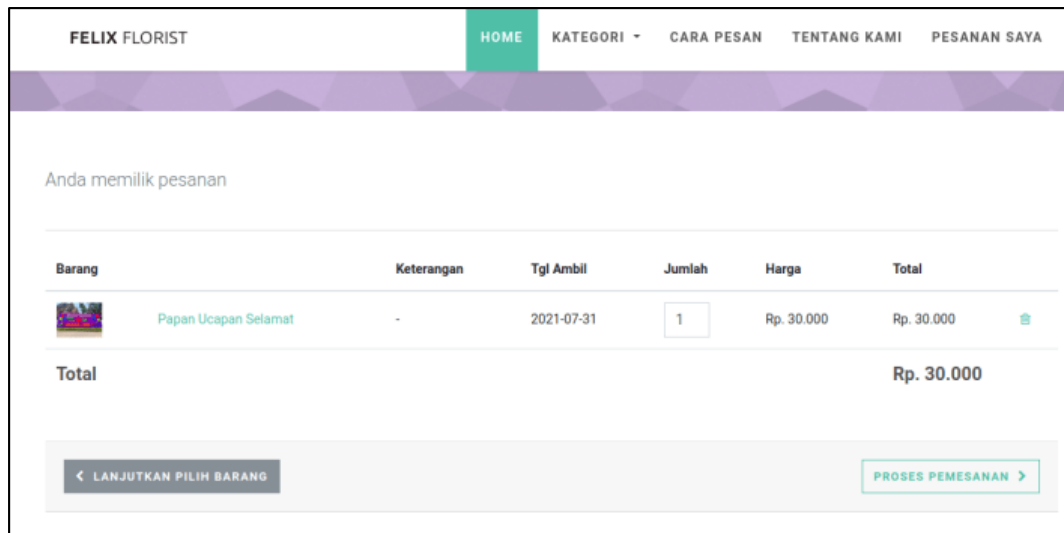 FELIX FLORIST HOME KATEGORI CARA PESAN TENTANG KAMI PESANAN SAYA
Anda memilik pesanan
Barang Keterangan Tgl Ambil Jumlah Harga Total
Papan Ucapan Selamat - 2021-07-31 1 Rp. 30.000 Rp. 30.000
Total Rp. 30.000
LANJUTKAN PILIH BARANG PROSES PEMESANAN